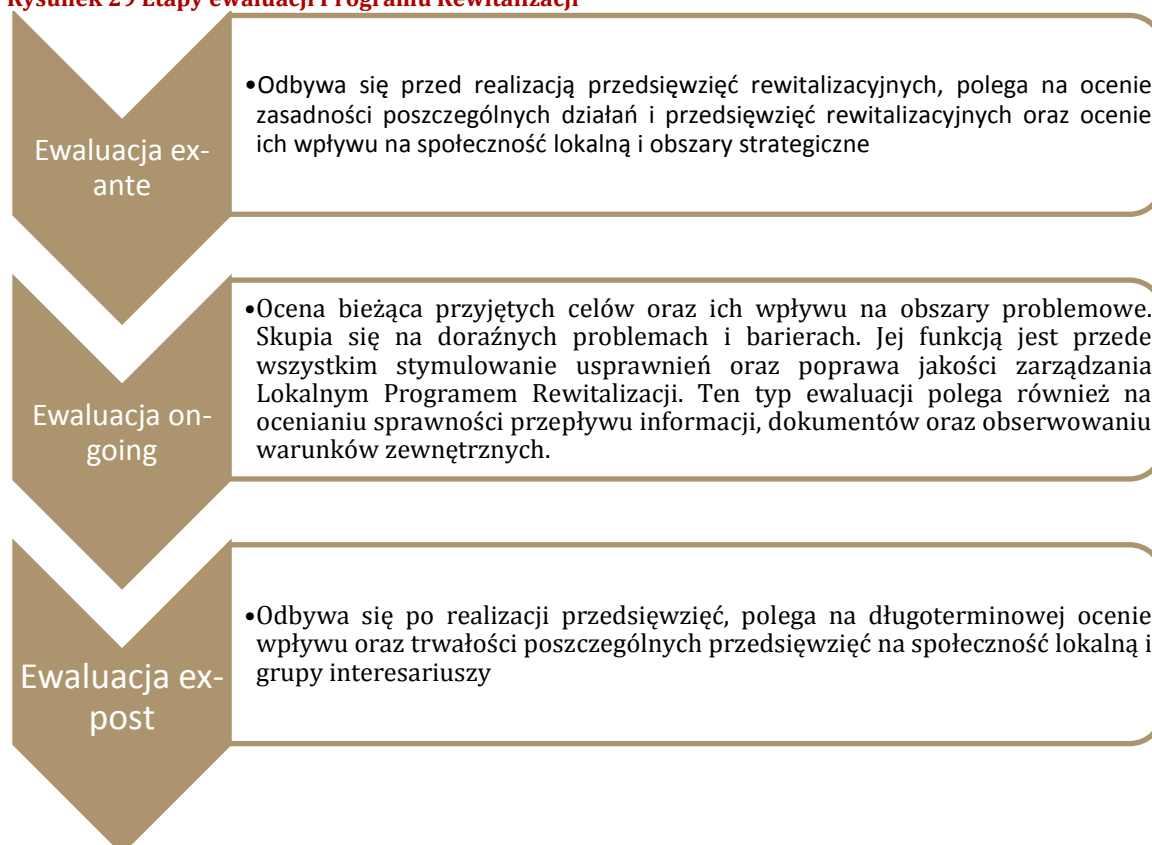 Rysunek 29 Etapy ewaluacji Programu Rewitalizacji
Ewaluacja ex-
ante
•Odbywa się przed realizacją przedsięwzięć rewitalizacyjnych, polega na ocenie
zasadności poszczególnych działań i przedsięwzięć rewitalizacyjnych oraz ocenie
ich wpływu na społeczność lokalną i obszary strategiczne
Ewaluacja on-
going
•Ocena bieżąca przyjętych celów oraz ich wpływu na obszary problemowe.
Skupia się na doraźnych problemach i barierach. Jej funkcją jest przede
wszystkim stymulowanie usprawnień oraz poprawa jakości zarządzania
Lokalnym Programem Rewitalizacji. Ten typ ewaluacji polega również na
ocenianiu sprawności przepływu informacji, dokumentów oraz obserwowaniu
warunków zewnętrznych.
Ewaluacja ex-
post
•Odbywa się po realizacji przedsięwzięć, polega na długoterminowej ocenie
wpływu oraz trwałości poszczególnych przedsięwzięć na społeczność lokalną i
grupy interesariuszy